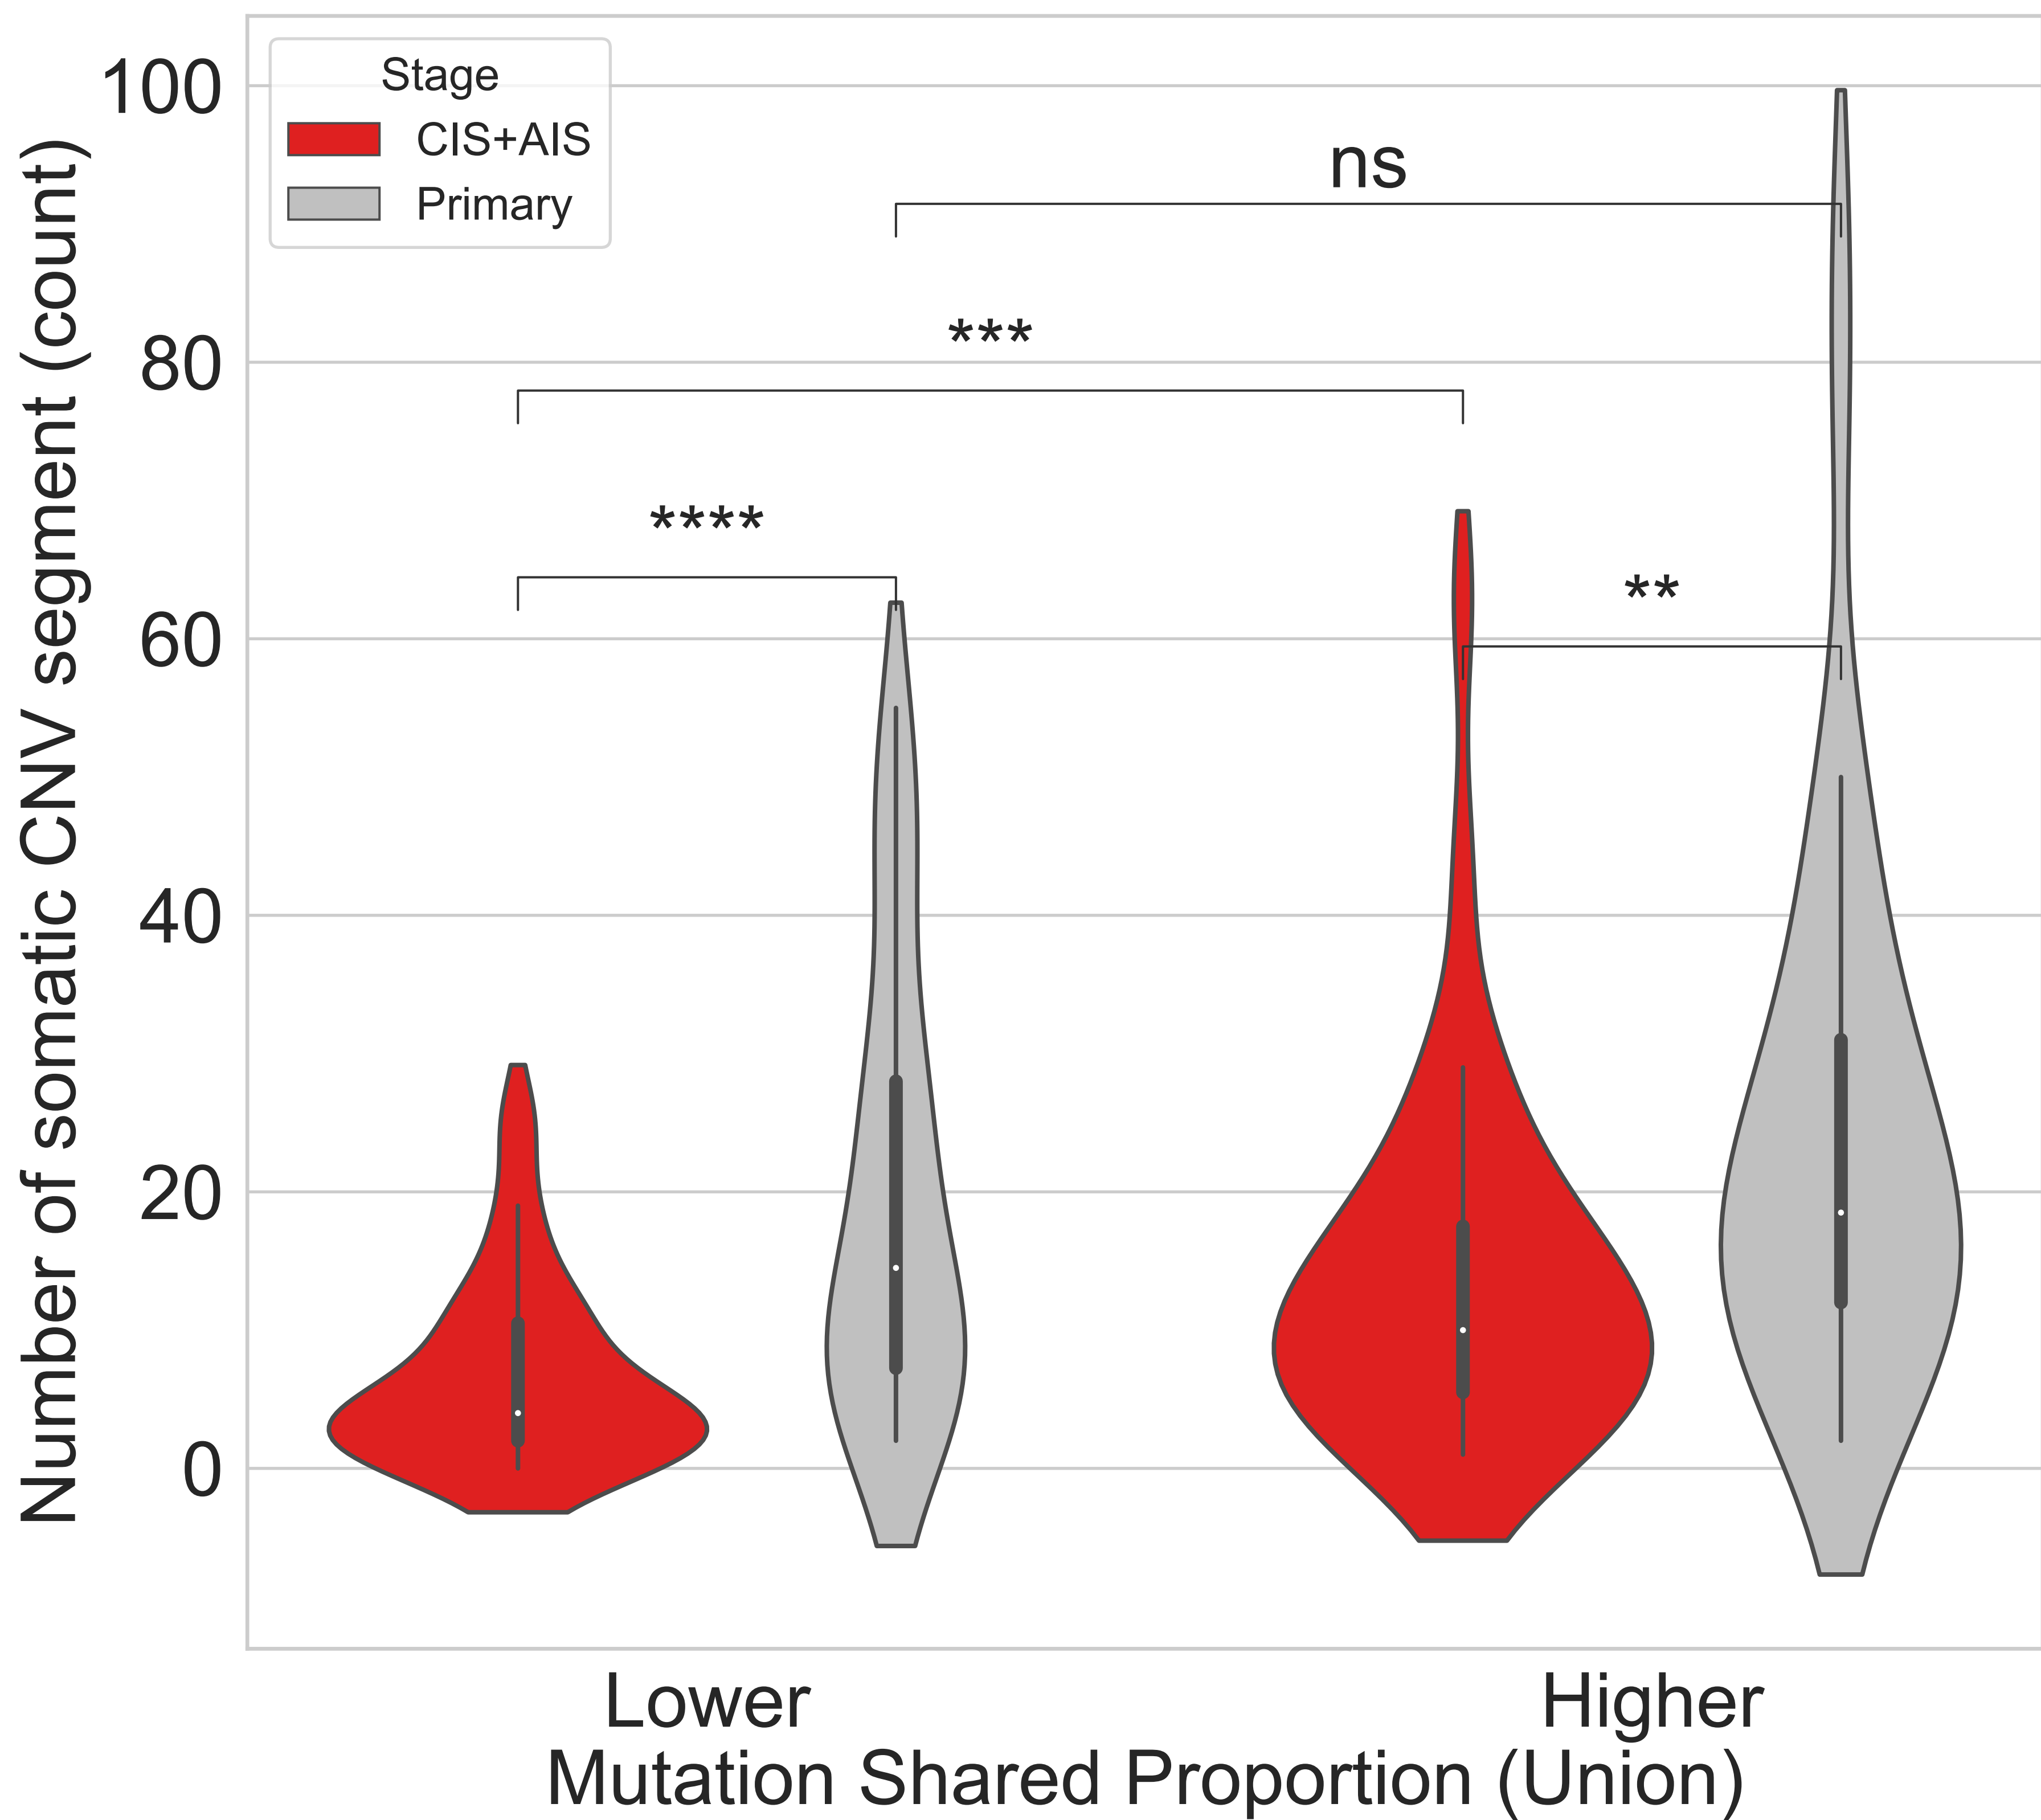 Number of somatic CNV segment (count)
100
80
60
40
20
0
Stage
CIS+AIS
Primary
ns
***
****
**
Lower
Higher
Mutation Shared Proportion (Union)